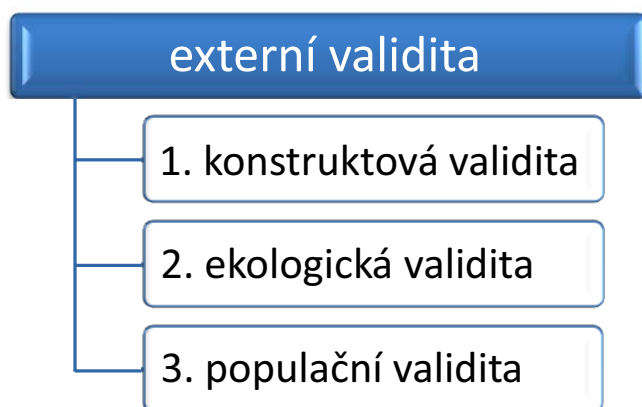 externí validita
1. konstruktová validita
2. ekologická validita
3. populační validita